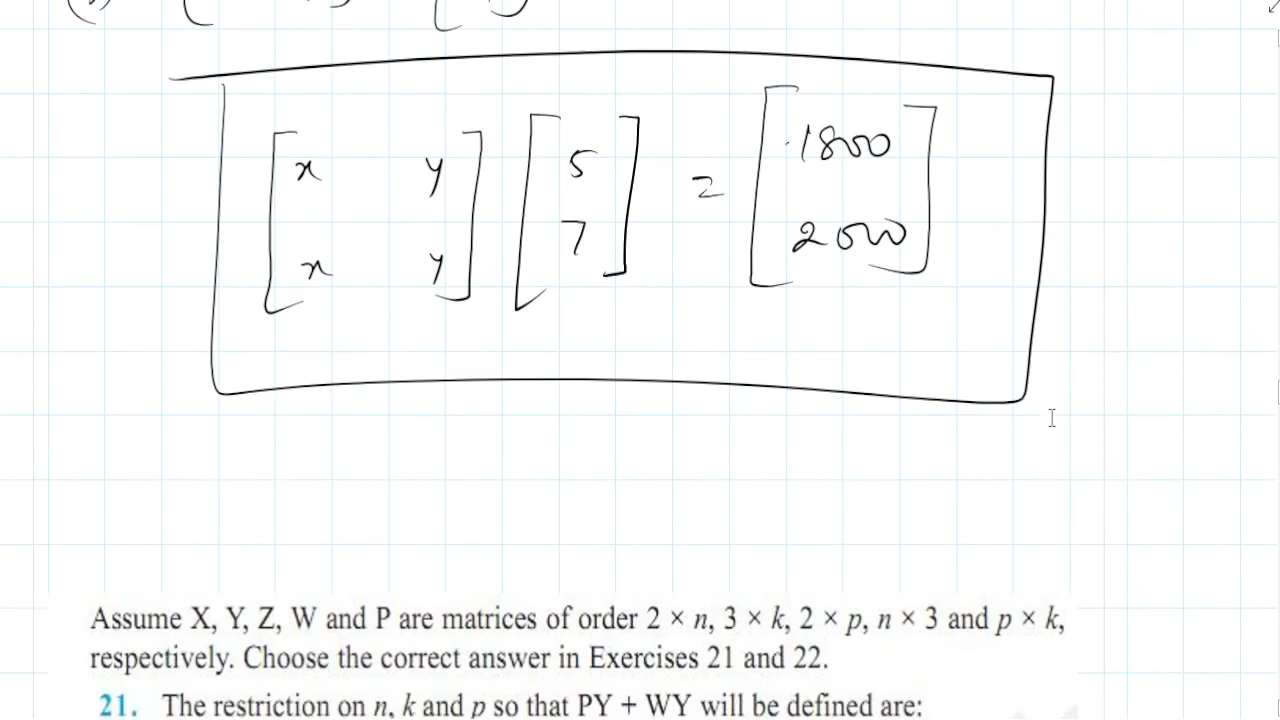 [x y] [5] = [1800]
[x y] [7] [2000]
Assume X, Y, Z, W and P are matrices of order 2 × n, 3 × k, 2 × p, n × 3 and p × k,
respectively. Choose the correct answer in Exercises 21 and 22.
21. The restriction on n, k and p so that PY + WY will be defined are: